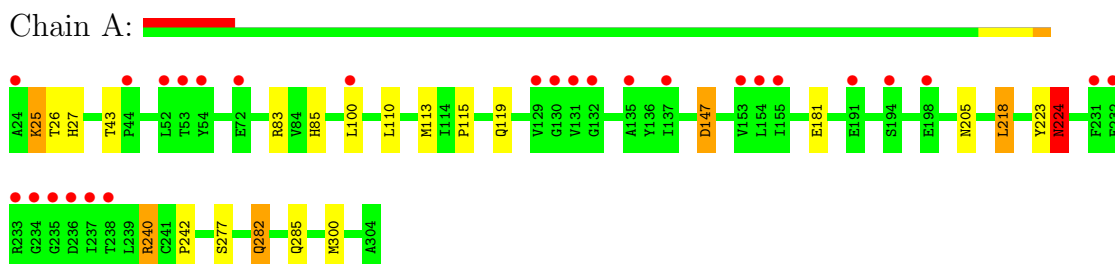 Chain A:
A24 K25 T26 H27 T43 P44 L52 T53 Y54 E72 R83 V84 H85 L100 L110 M113 I114 P115 Q119 V129 G130 V131 G132 A135 Y136 I137 D147 V153 L154 I155 E181 E191 S194 E198 N205 L218 Y223 N224 F231
R233 G234 G235 D236 I237 T238 L239 R240 C241 P242 S277 Q282 Q285 M300 A304